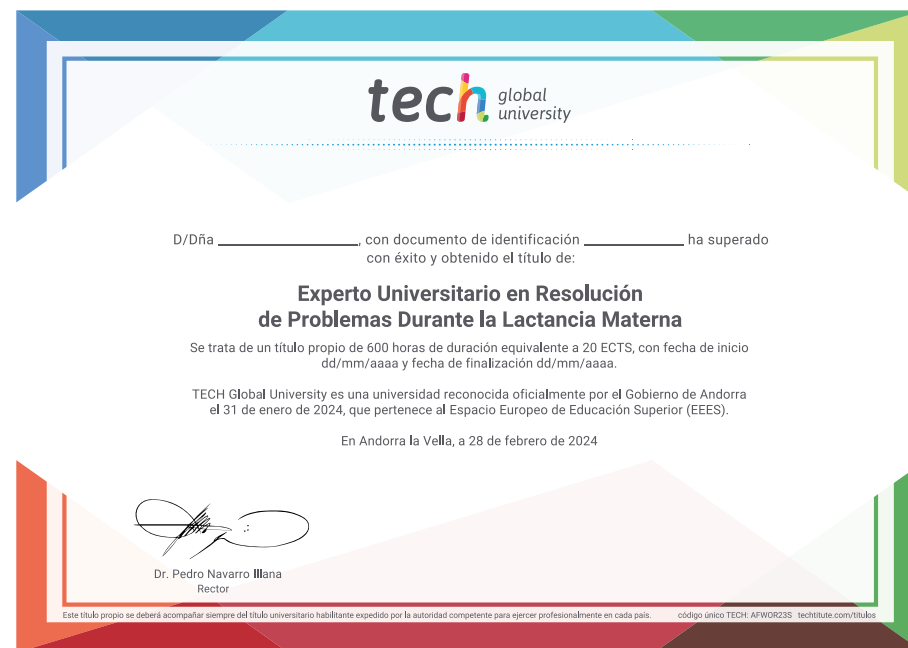 tech global university
D/Dña ____________________, con documento de identificación ______________ ha superado
con éxito y obtenido el título de:
Experto Universitario en Resolución
de Problemas Durante la Lactancia Materna
Se trata de un título propio de 600 horas de duración equivalente a 20 ECTS, con fecha de inicio
dd/mm/aaaa y fecha de finalización dd/mm/aaaa.
TECH Global University es una universidad reconocida oficialmente por el Gobierno de Andorra
el 31 de enero de 2024, que pertenece al Espacio Europeo de Educación Superior (EEES).
En Andorra la Vella, a 28 de febrero de 2024
Dr. Pedro Navarro Illana
Rector
Este título propio se deberá acompañar siempre del título universitario habilitante expedido por la autoridad competente para ejercer profesionalmente en cada país. código único TECH: AFWOR23S techtitute.com/titulos